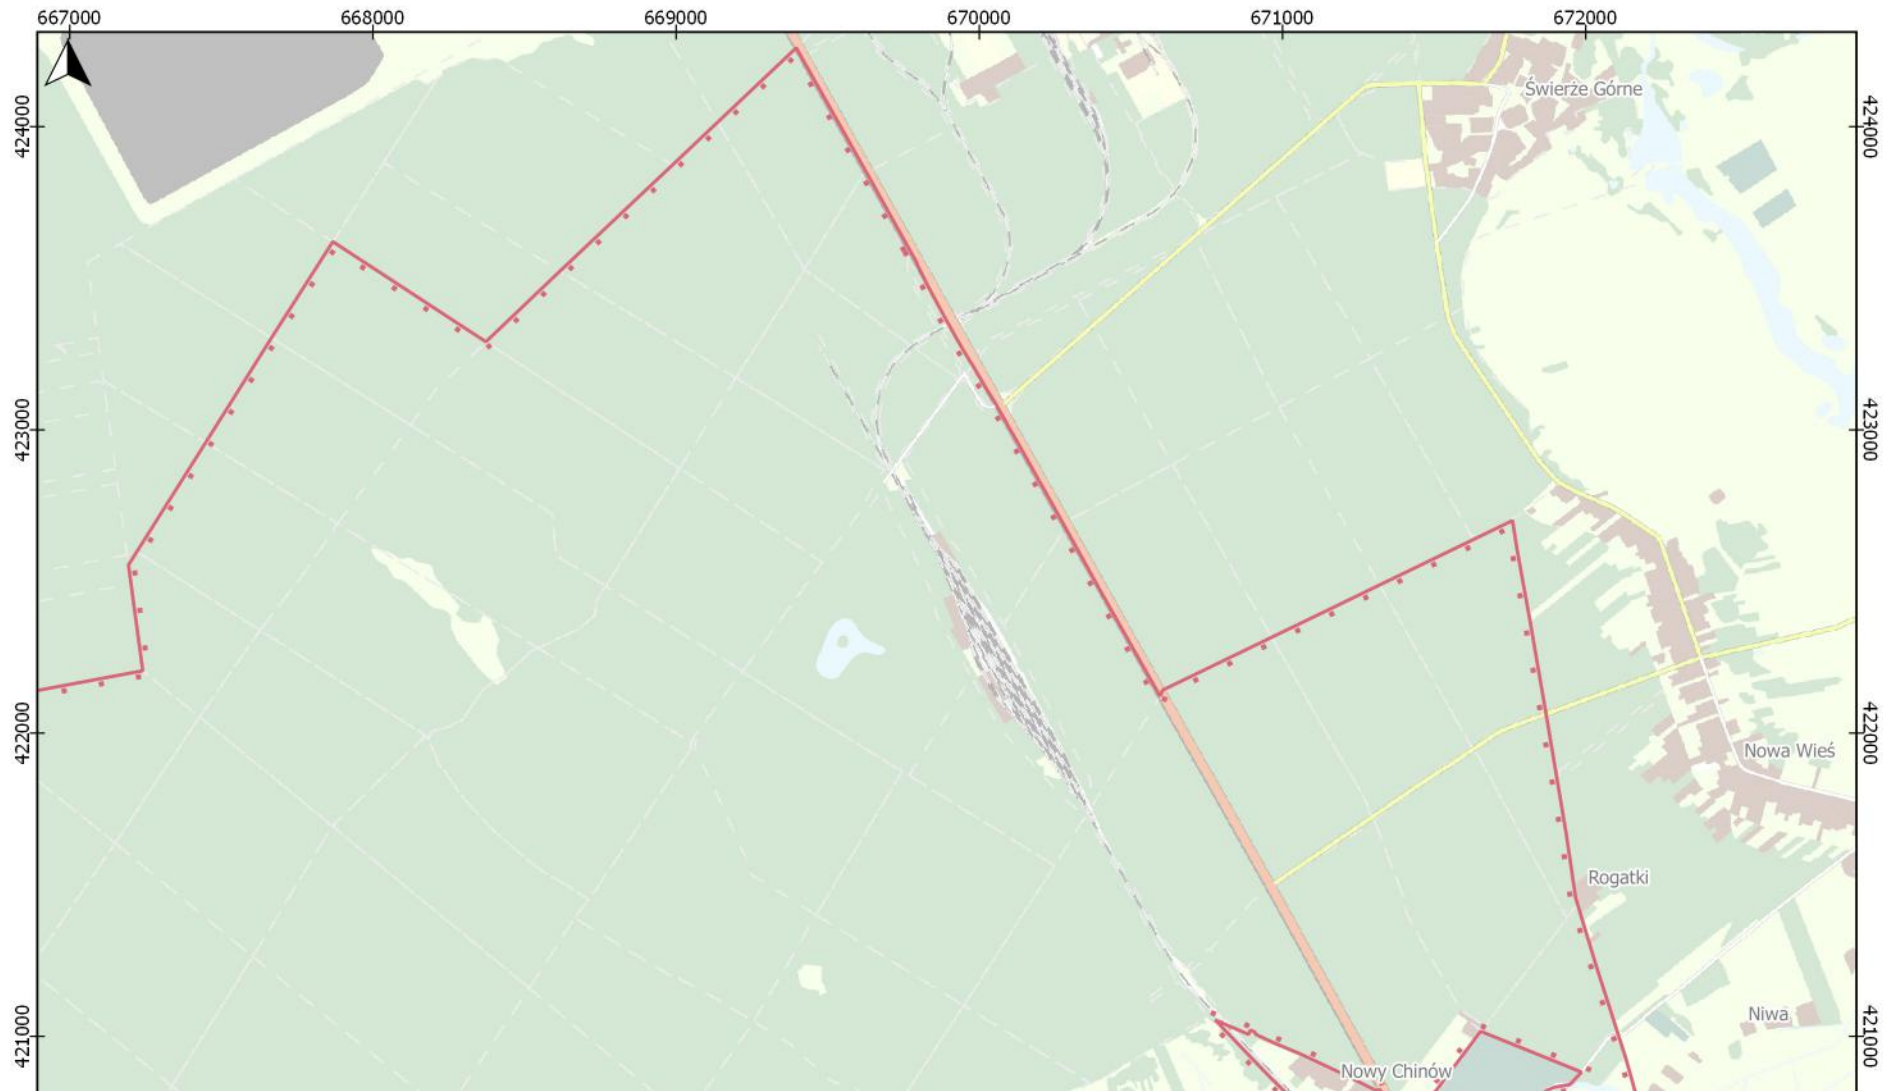 667000 668000 669000 670000 671000 672000
Świerże Górne
424000 424000
423000 423000
422000 422000
Nowa Wieś
Rogatki
Niwa
421000 421000
Nowy Chinów